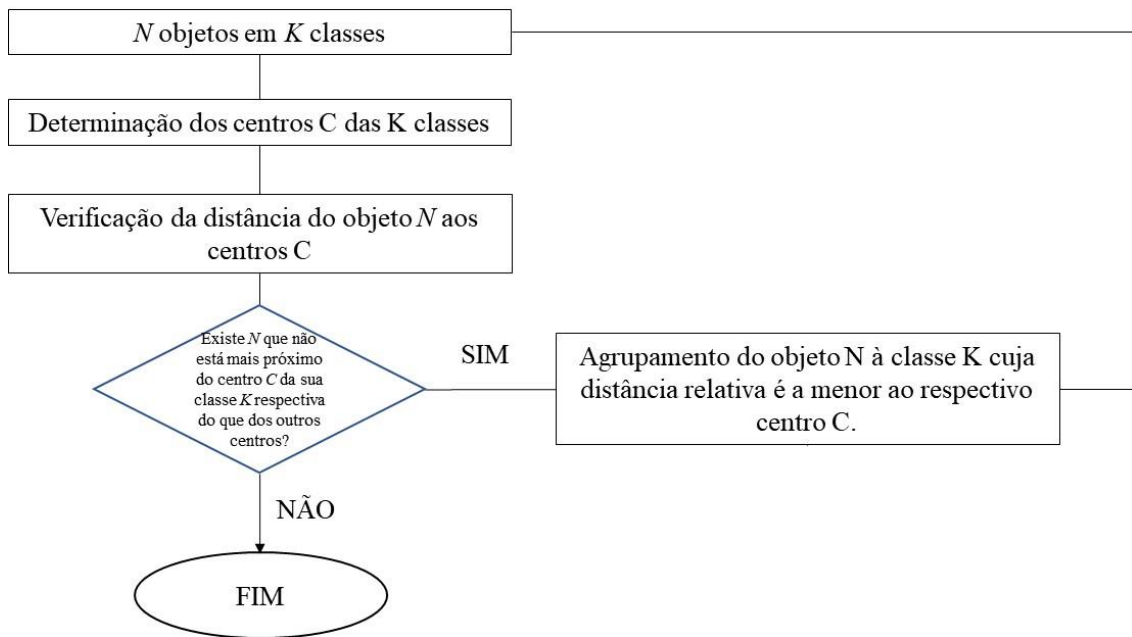 N objetos em K classes
Determinação dos centros C das K classes
Verificação da distância do objeto N aos
centros C
Existe N que não
está mais próximo
do centro C da sua
classe K respectiva
do que dos outros
centros?
SIM
Agrupamento do objeto N à classe K cuja
distância relativa é a menor ao respectivo
centro C.
NÃO
FIM